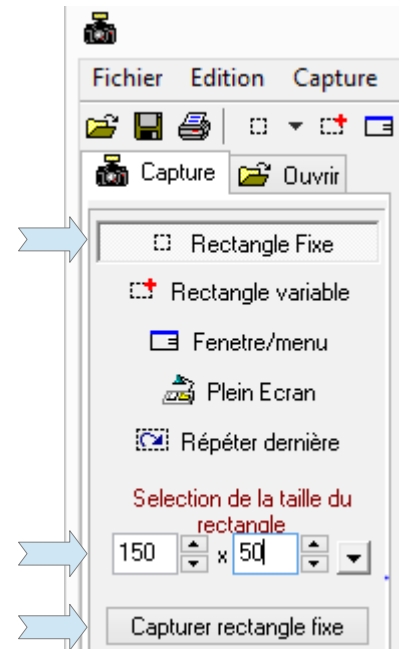 Fichier Edition Capture
Capture Ouvrir
Rectangle Fixe
Rectangle variable
Fenetre/menu
Plein Ecran
Répéter dernière
Selection de la taille du
rectangle
150 x 50
Capturer rectangle fixe